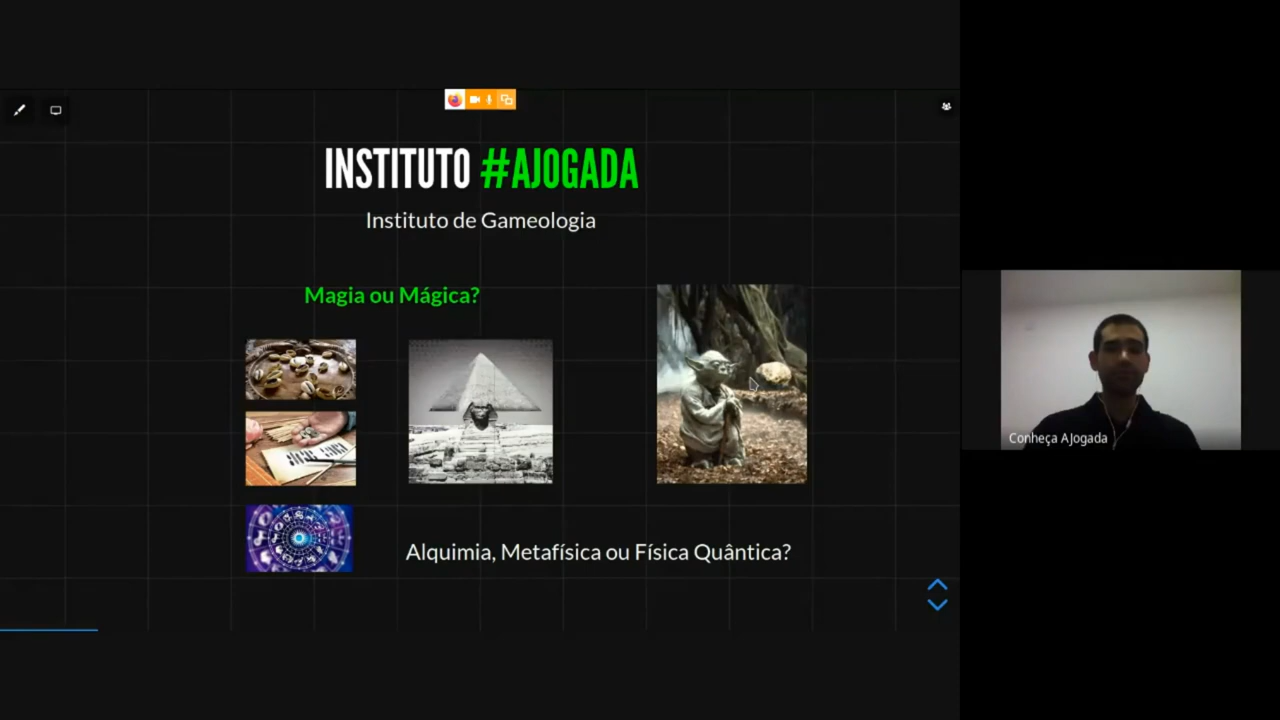 INSTITUTO #AJOGADA
Instituto de Gameologia
Magia ou Mágica?
Alquimia, Metafísica ou Física Quântica?
Conheça AJogada